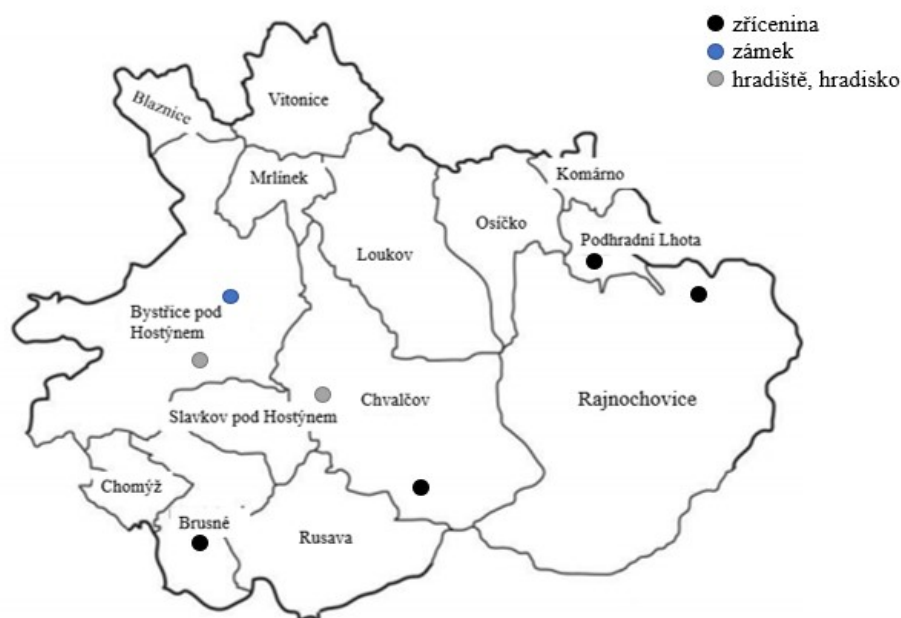 zřícenina
zámek
hradiště, hradisko
Blaznice
Vitonice
Mrlínek
Komárno
Osíčko
Podhradní Lhota
Loukov
Bystřice pod
Hostýnem
Rajnochovice
Chvalčov
Slavkov pod Hostýnem
Chomýž
Brusné
Rusava